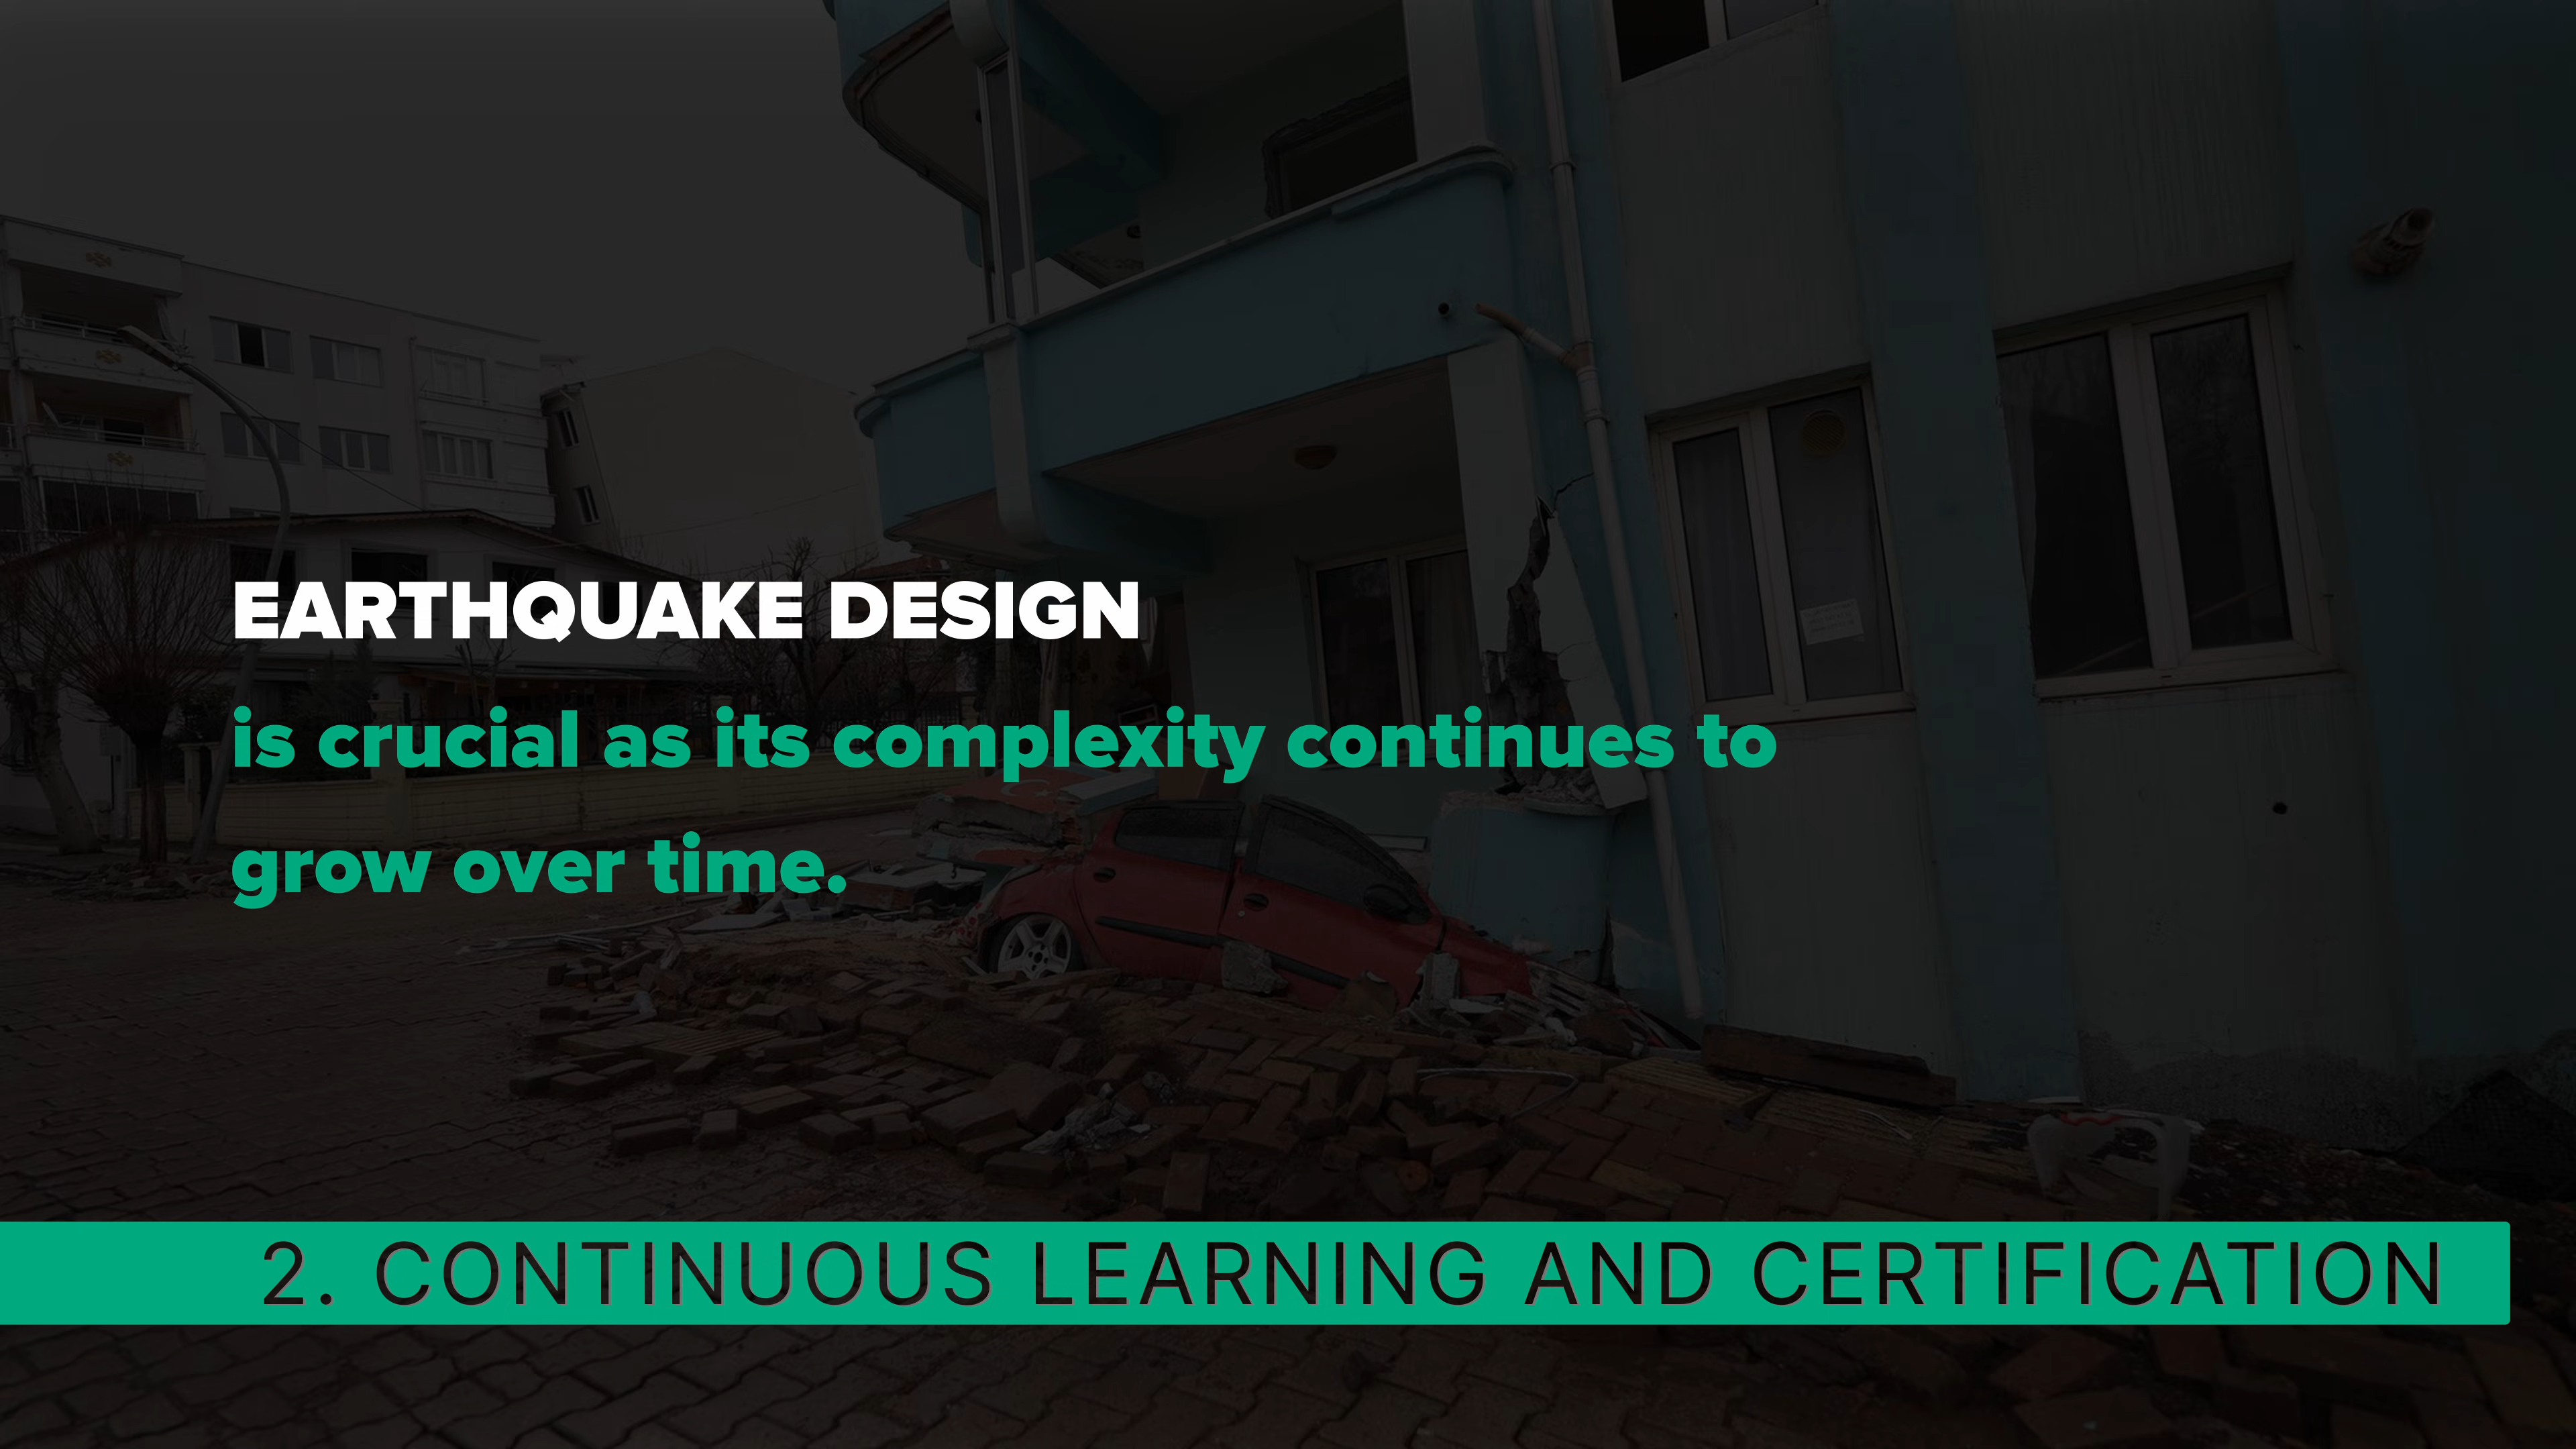 EARTHQUAKE DESIGN
is crucial as its complexity continues to
grow over time.
2. CONTINUOUS LEARNING AND CERTIFICATION